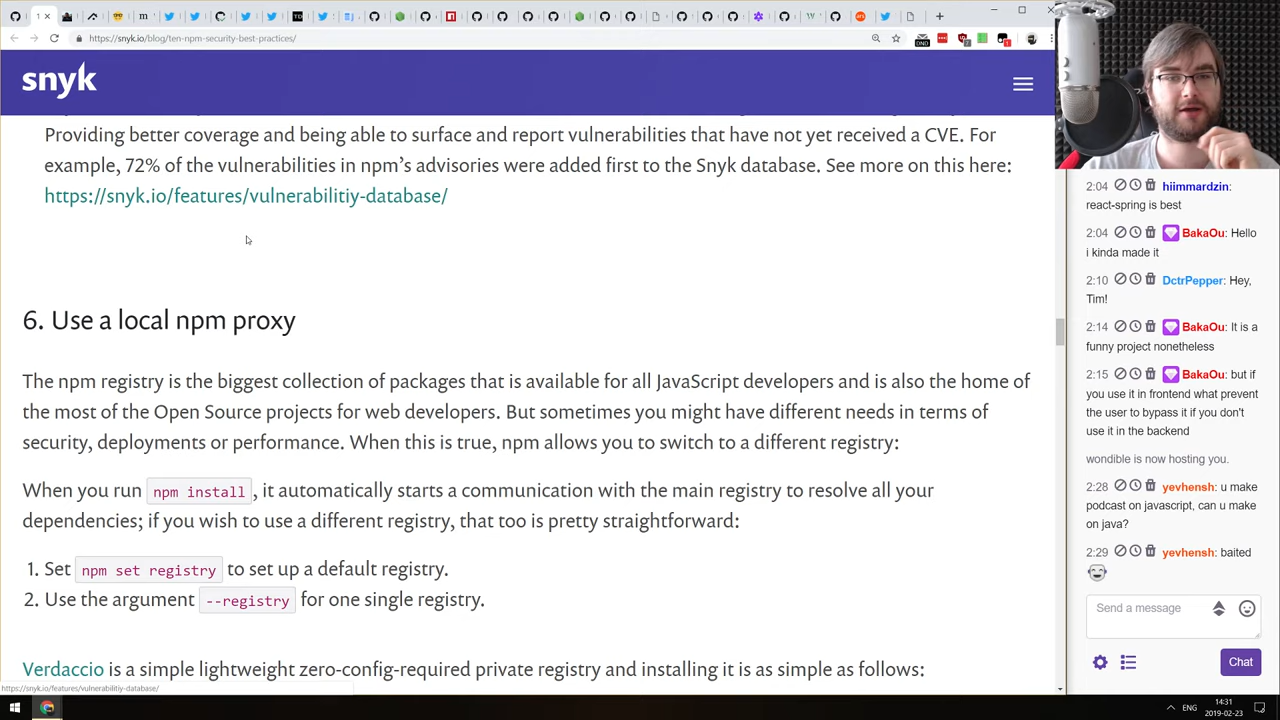 https://snyk.io/blog/ten-npm-security-best-practices/
snyk
Providing better coverage and being able to surface and report vulnerabilities that have not yet received a CVE. For
example, 72% of the vulnerabilities in npm's advisories were added first to the Snyk database. See more on this here:
https://snyk.io/features/vulnerabilitiy-database/
6. Use a local npm proxy
The npm registry is the biggest collection of packages that is available for all JavaScript developers and is also the home of
the most of the Open Source projects for web developers. But sometimes you might have different needs in terms of
security, deployments or performance. When this is true, npm allows you to switch to a different registry:
When you run npm install, it automatically starts a communication with the main registry to resolve all your
dependencies; if you wish to use a different registry, that too is pretty straightforward:
1. Set npm set registry to set up a default registry.
2. Use the argument --registry for one single registry.
Verdaccio is a simple lightweight zero-config-required private registry and installing it is as simple as follows:
https://snyk.io/features/vulnerabilitiy-database/
2:04 hiimmardzin:
react-spring is best
2:04 BakaOu: Hello
i kinda made it
2:10 DctrPepper: Hey,
Tim!
2:14 BakaOu: It is a
funny project nonetheless
2:15 BakaOu: but if
you use it in frontend what prevent
the user to bypass it if you don't
use it in the backend
wondible is now hosting you.
2:28 yevhensh: u make
podcast on javascript, can u make
on java?
2:29 yevhensh: baited
Send a message
Chat
ENG
14:31
2019-02-23